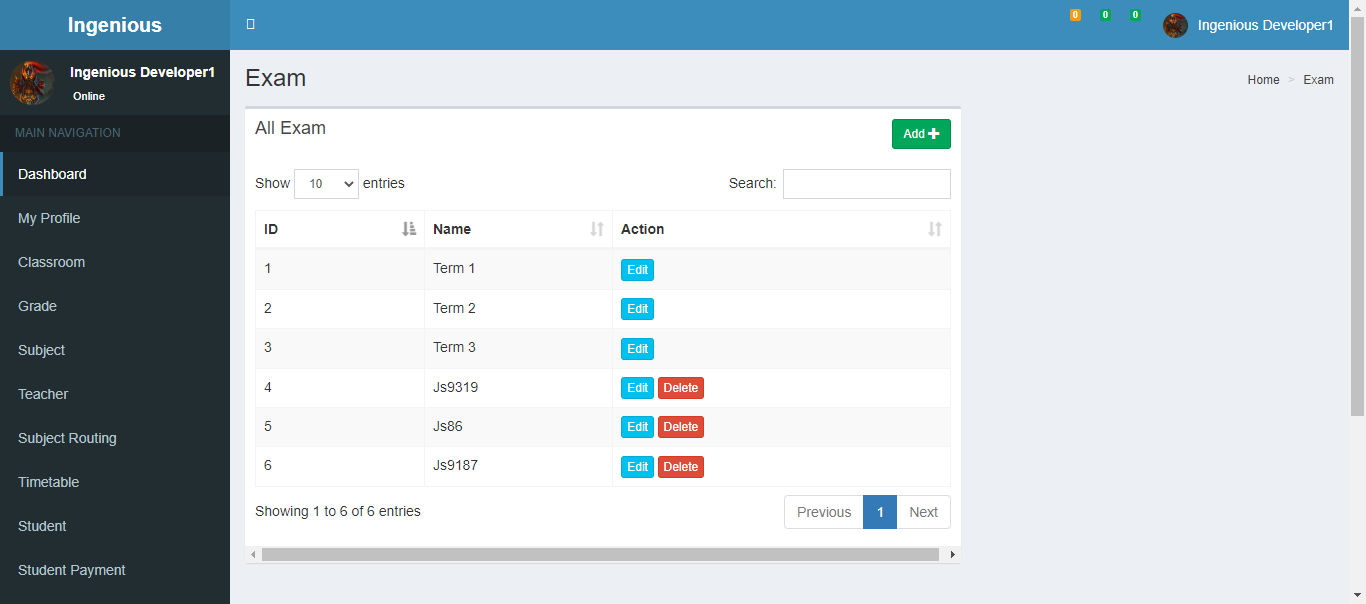 Ingenious
0 0 0 Ingenious Developer1
Ingenious Developer1
Online
MAIN NAVIGATION
Dashboard
My Profile
Classroom
Grade
Subject
Teacher
Subject Routing
Timetable
Student
Student Payment
Exam
Home > Exam
All Exam
Add
Show 10 entries
Search:
ID Name Action
1 Term 1 Edit
2 Term 2 Edit
3 Term 3 Edit
4 Js9319 Edit Delete
5 Js86 Edit Delete
6 Js9187 Edit Delete
Showing 1 to 6 of 6 entries
Previous 1 Next